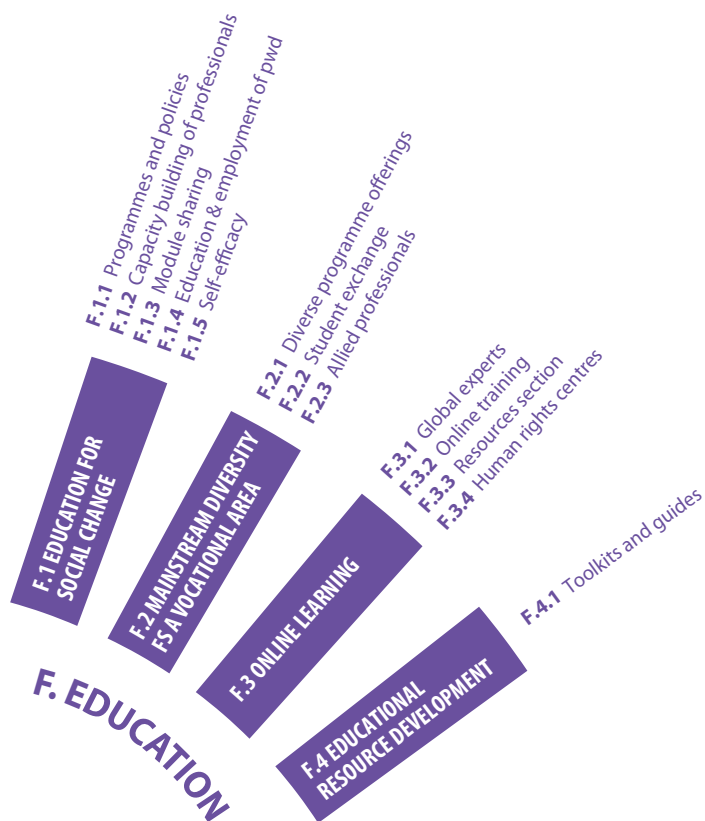 F. EDUCATION
F.1 EDUCATION FOR
SOCIAL CHANGE
F.1.1 Programmes and policies
F.1.2 Capacity building of professionals
F.1.3 Module sharing
F.1.4 Education & employment of pwd
F.1.5 Self-efficacy
F.2 MAINSTREAM DIVERSITY
FS A VOCATIONAL AREA
F.2.1 Diverse programme offerings
F.2.2 Student exchange
F.2.3 Allied professionals
F.3 ONLINE LEARNING
F.3.1 Global experts
F.3.2 Online training
F.3.3 Resources section
F.3.4 Human rights centres
F.4 EDUCATIONAL
RESOURCE DEVELOPMENT
F.4.1 Toolkits and guides